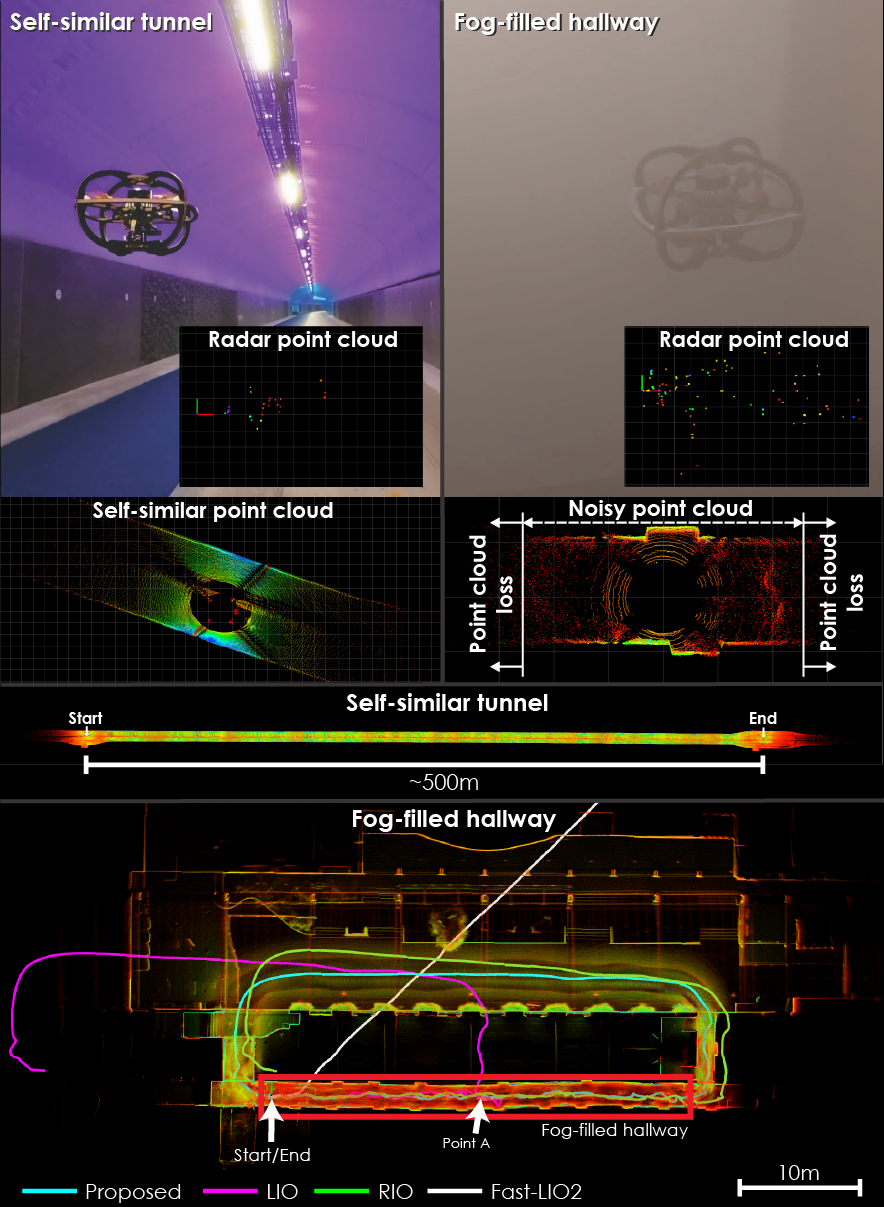 Self-similar tunnel
Fog-filled hallway
Radar point cloud
Radar point cloud
Self-similar point cloud
Noisy point cloud
Point cloud
loss
Point cloud
loss
Self-similar tunnel
Start
End
~500m
Fog-filled hallway
Start/End
Point A
Fog-filled hallway
10m
Proposed
LIO
RIO
Fast-LIO2